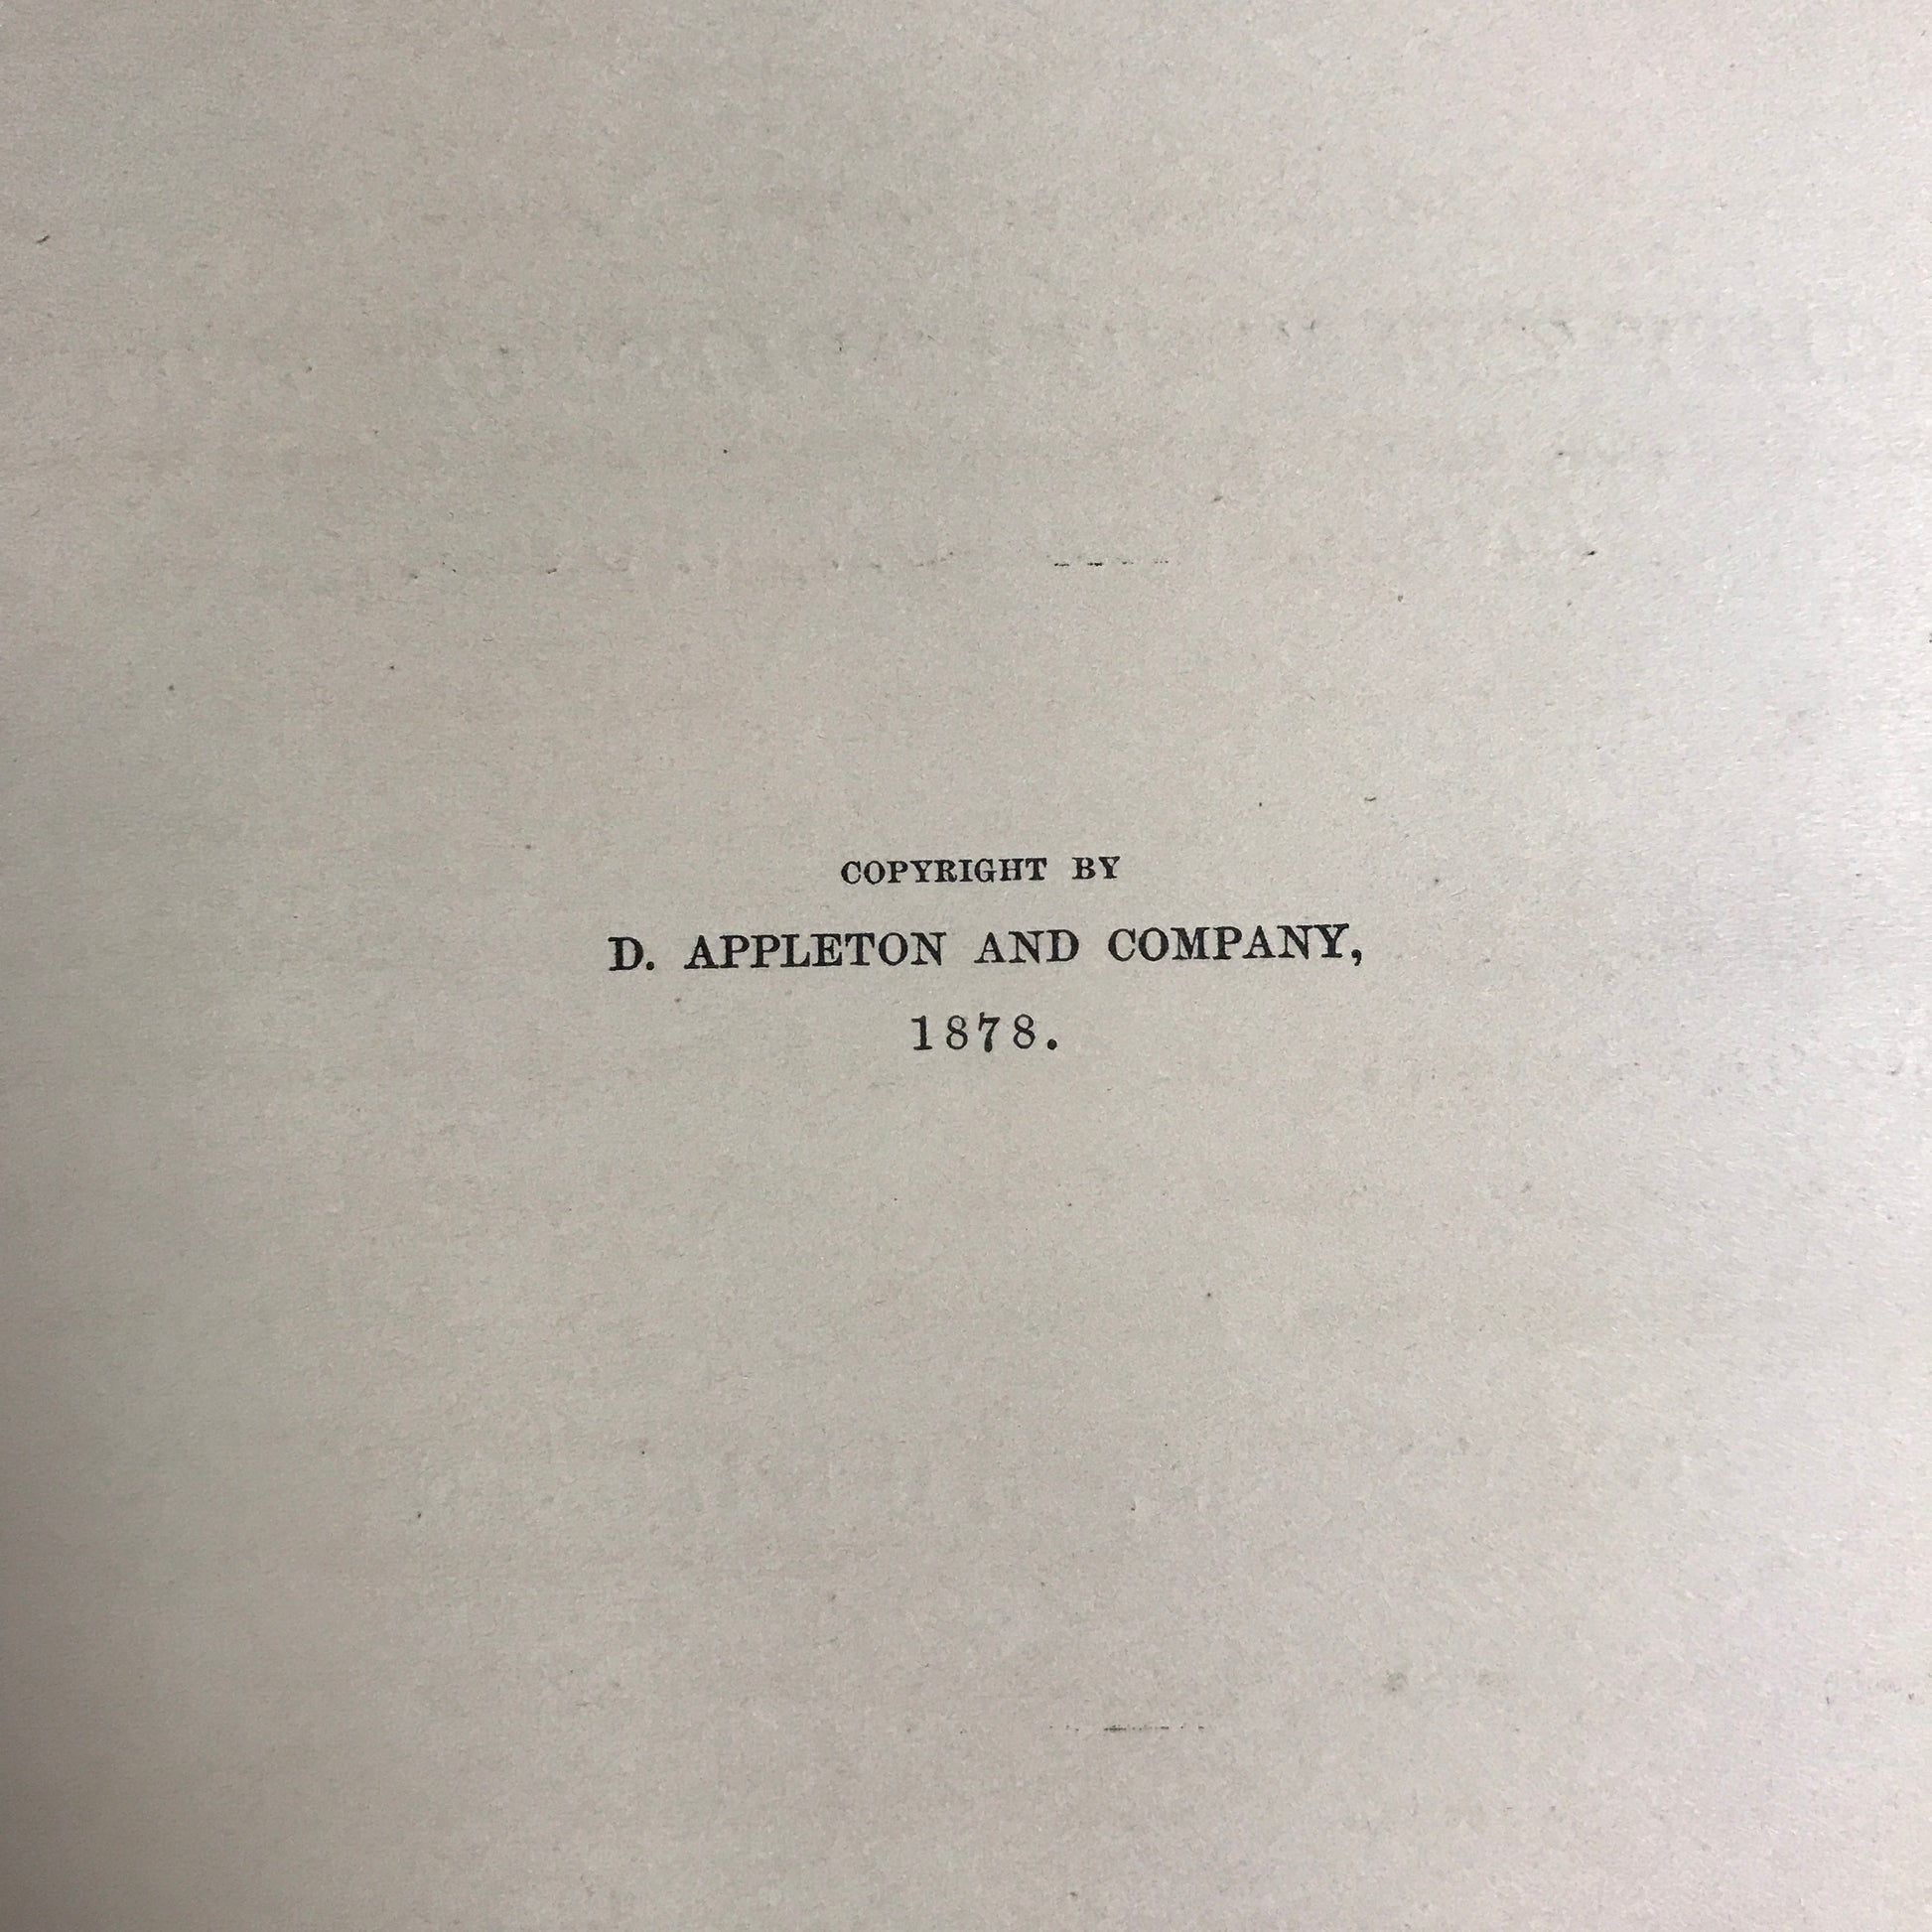 COPYRIGHT BY
D. APPLETON AND COMPANY,
1878.